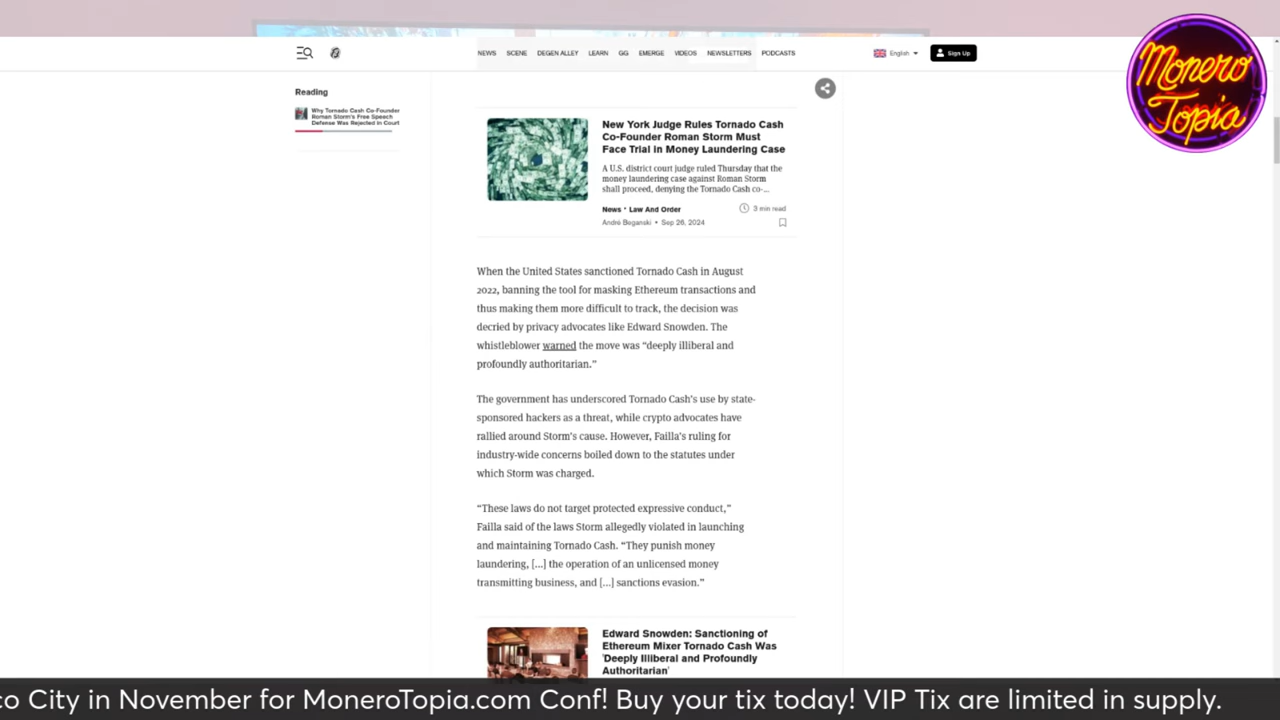 NEWS SCENE DEGEN ALLEY LEARN GG EMERGE VIDEOS NEWSLETTERS PODCASTS
English
Sign Up
Monero
Topia
Reading
Why Tornado Cash Co-Founder
Roman Storm's Free Speech
Defense Was Rejected in Court
New York Judge Rules Tornado Cash
Co-Founder Roman Storm Must
Face Trial in Money Laundering Case
A U.S. district court judge ruled Thursday that the
money laundering case against Roman Storm
shall proceed, denying the Tornado Cash co-...
News • Law And Order
3 min read
André Beganski • Sep 26, 2024
When the United States sanctioned Tornado Cash in August
2022, banning the tool for masking Ethereum transactions and
thus making them more difficult to track, the decision was
decried by privacy advocates like Edward Snowden. The
whistleblower warned the move was “deeply illiberal and
profoundly authoritarian.”
The government has underscored Tornado Cash’s use by state-
sponsored hackers as a threat, while crypto advocates have
rallied around Storm’s cause. However, Failla’s ruling for
industry-wide concerns boiled down to the statutes under
which Storm was charged.
“These laws do not target protected expressive conduct,”
Failla said of the laws Storm allegedly violated in launching
and maintaining Tornado Cash. “They punish money
laundering, [...] the operation of an unlicensed money
transmitting business, and [...] sanctions evasion.”
Edward Snowden: Sanctioning of
Ethereum Mixer Tornado Cash Was
'Deeply Illiberal and Profoundly
Authoritarian'
co City in November for MoneroTopia.com Conf! Buy your tix today! VIP Tix are limited in supply.